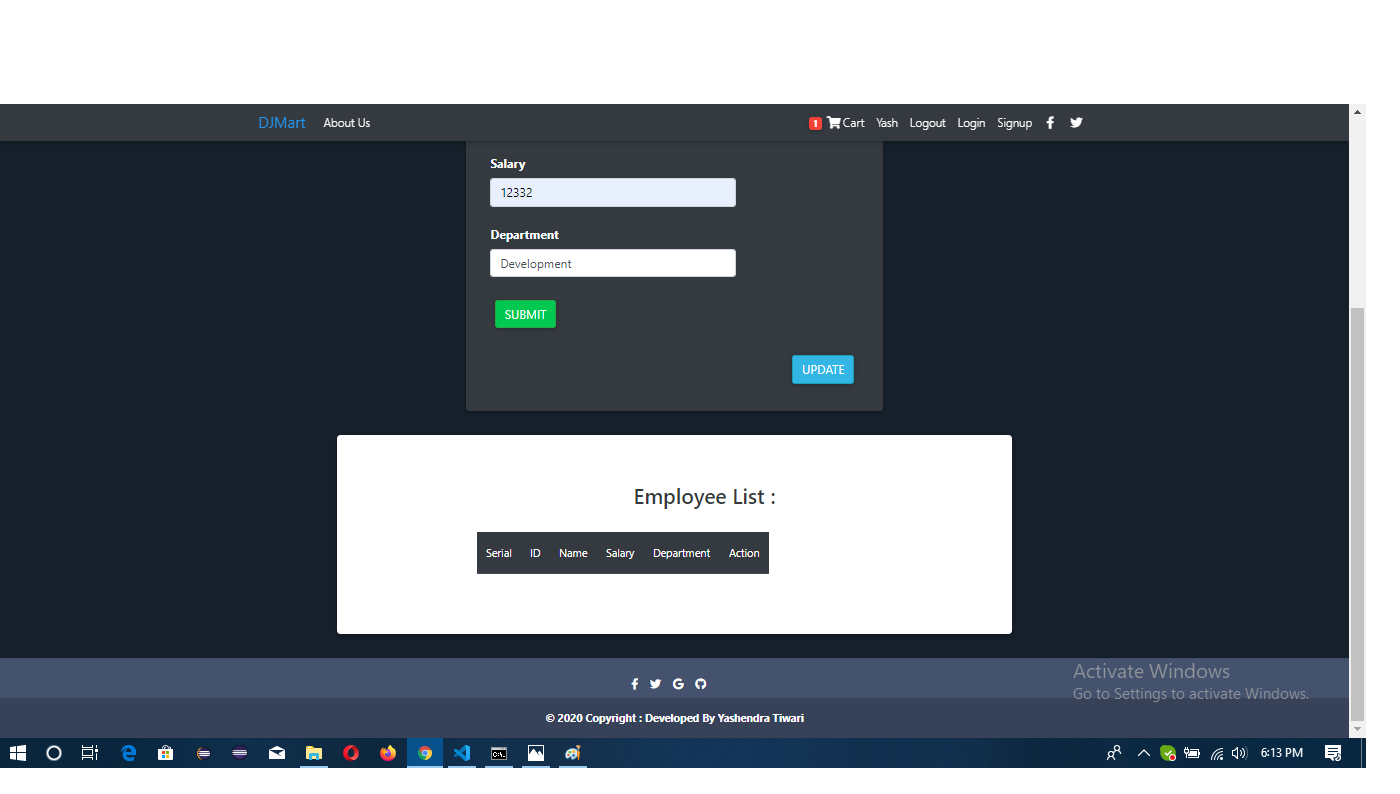 DJMart About Us 1 Cart Yash Logout Login Signup
Salary
12332
Department
Development
SUBMIT
UPDATE
Employee List :
Serial ID Name Salary Department Action
Activate Windows
Go to Settings to activate Windows.
© 2020 Copyright : Developed By Yashendra Tiwari
6:13 PM